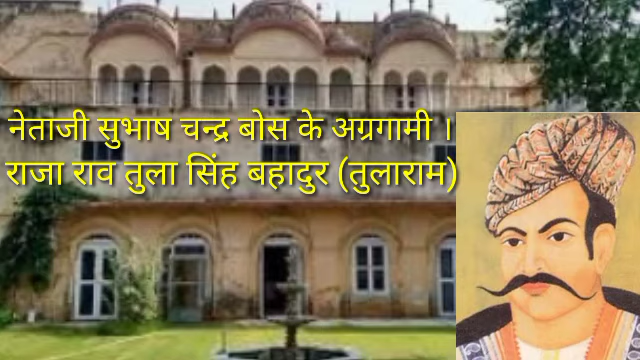 नेताजी सुभाष चन्द्र बोस के अग्रगामी ।
राजा राव तुला सिंह बहादुर (तुलाराम)